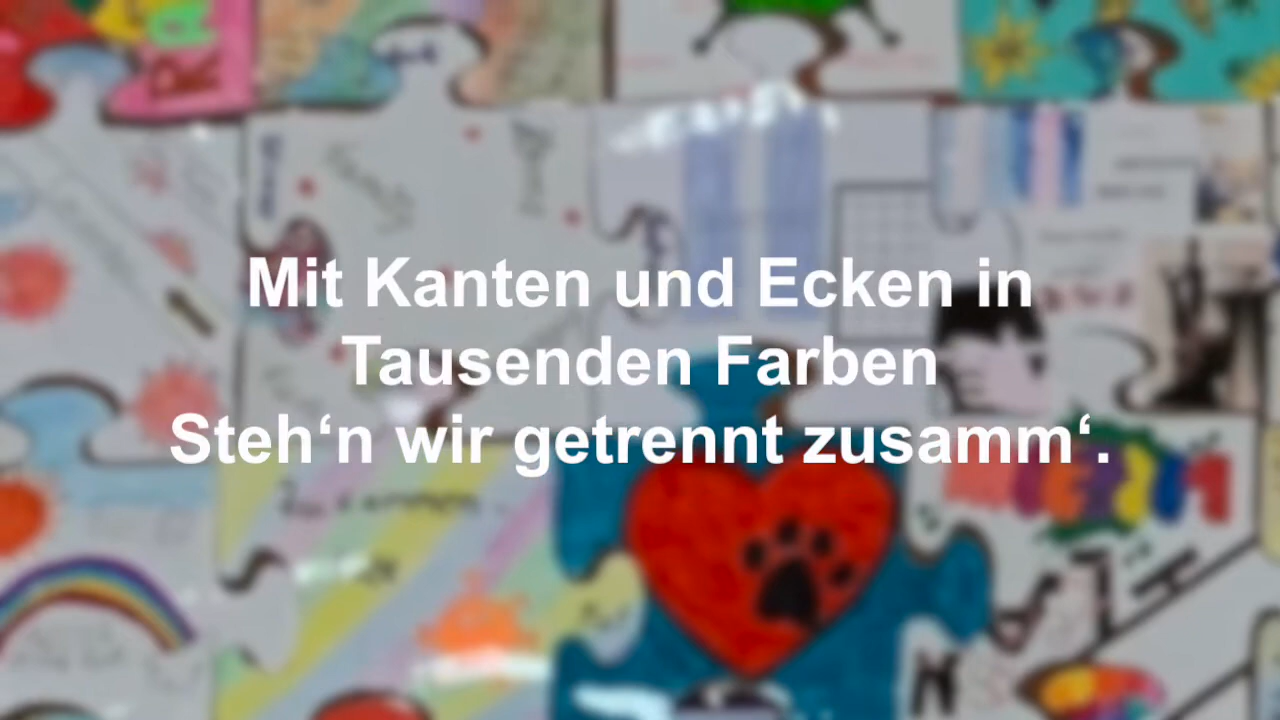 Mit Kanten und Ecken in
Tausenden Farben
Steh‘n wir getrennt zusamm‘.